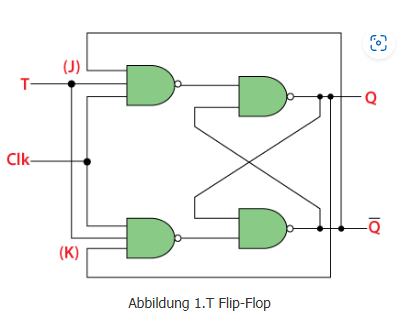 (J)
T
Q
Clk
Q̅
(K)
Abbildung 1.T Flip-Flop